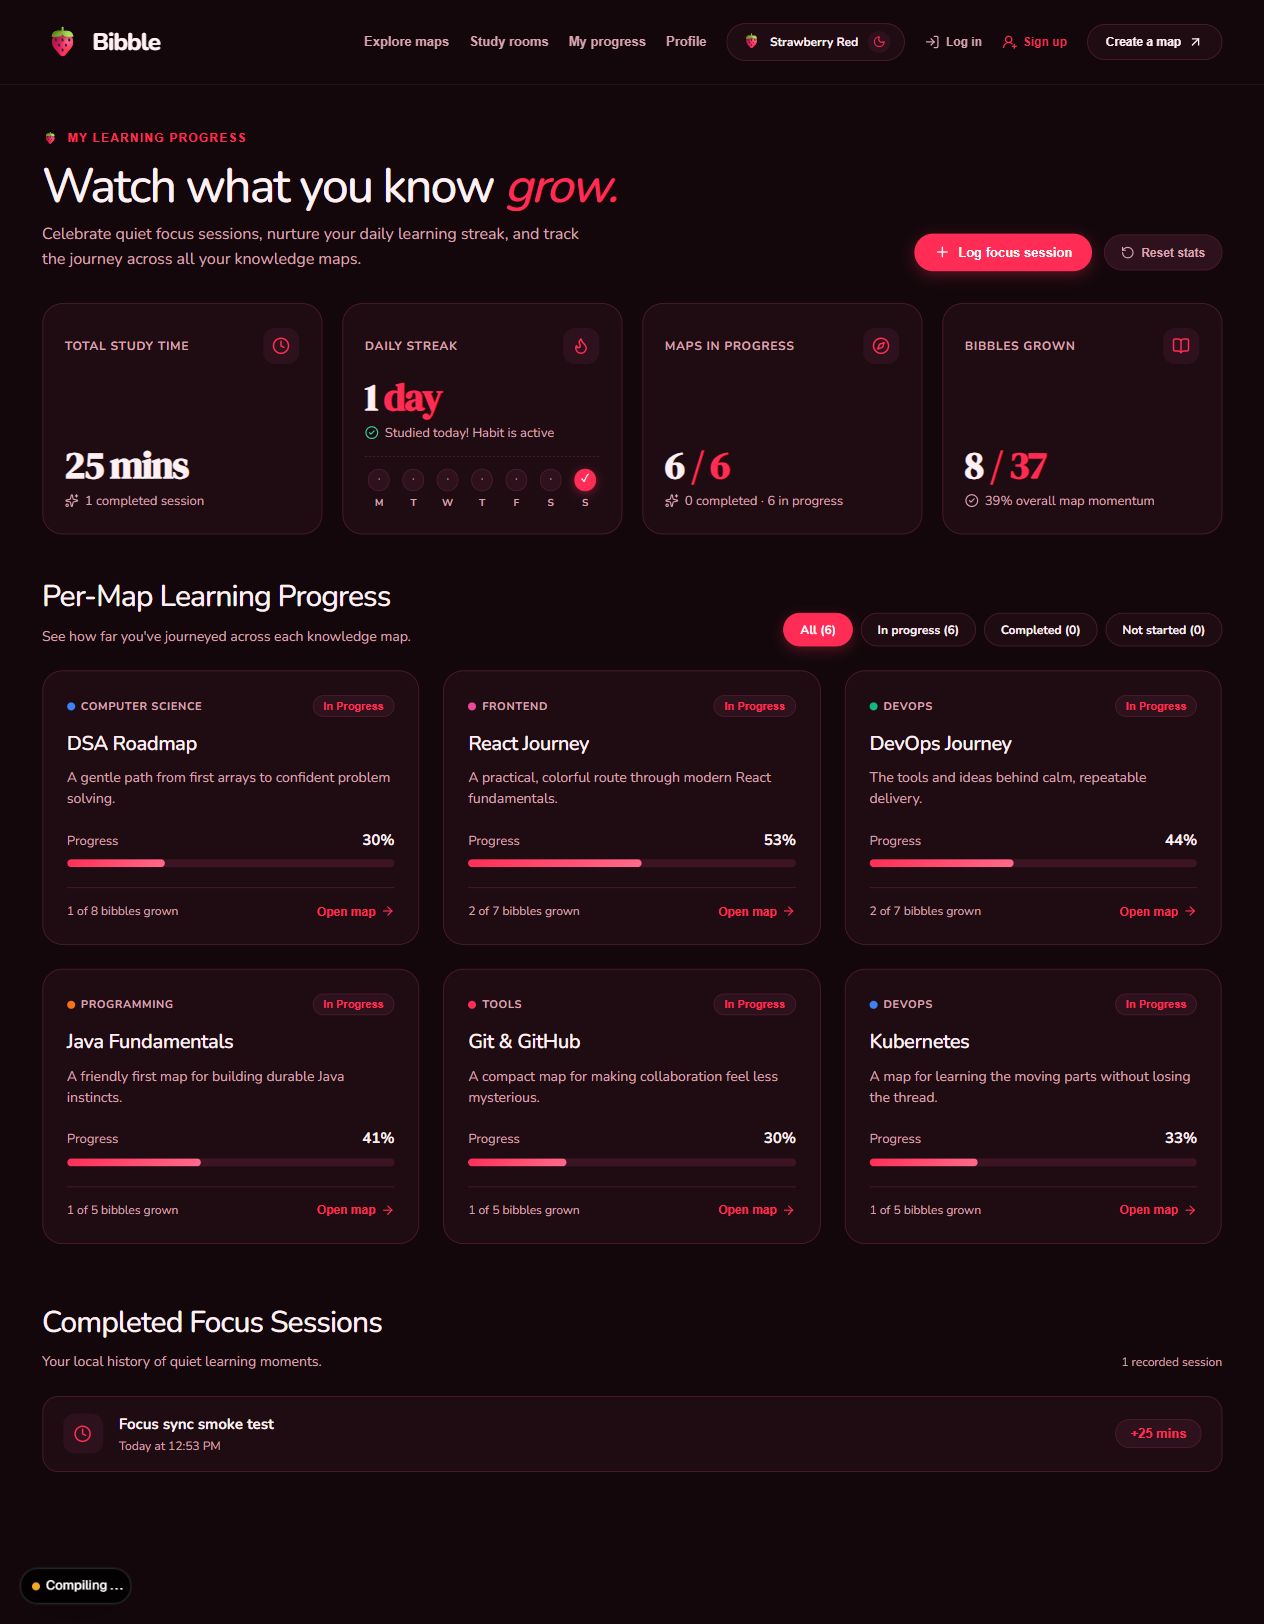 Bibble
Explore maps
Study rooms
My progress
Profile
Strawberry Red
Log in
Sign up
Create a map
MY LEARNING PROGRESS
Watch what you know grow.
Celebrate quiet focus sessions, nurture your daily learning streak, and track
the journey across all your knowledge maps.
Log focus session
Reset stats
TOTAL STUDY TIME
25 mins
1 completed session
DAILY STREAK
1 day
Studied today! Habit is active
M T W T F S S
MAPS IN PROGRESS
6 / 6
0 completed · 6 in progress
BIBBLES GROWN
8 / 37
39% overall map momentum
Per-Map Learning Progress
See how far you've journeyed across each knowledge map.
All (6)
In progress (6)
Completed (0)
Not started (0)
COMPUTER SCIENCE
In Progress
DSA Roadmap
A gentle path from first arrays to confident problem
solving.
Progress 30%
1 of 8 bibbles grown
Open map
FRONTEND
In Progress
React Journey
A practical, colorful route through modern React
fundamentals.
Progress 53%
2 of 7 bibbles grown
Open map
DEVOPS
In Progress
DevOps Journey
The tools and ideas behind calm, repeatable
delivery.
Progress 44%
2 of 7 bibbles grown
Open map
PROGRAMMING
In Progress
Java Fundamentals
A friendly first map for building durable Java
instincts.
Progress 41%
1 of 5 bibbles grown
Open map
TOOLS
In Progress
Git & GitHub
A compact map for making collaboration feel less
mysterious.
Progress 30%
1 of 5 bibbles grown
Open map
DEVOPS
In Progress
Kubernetes
A map for learning the moving parts without losing
the thread.
Progress 33%
1 of 5 bibbles grown
Open map
Completed Focus Sessions
Your local history of quiet learning moments.
1 recorded session
Focus sync smoke test
Today at 12:53 PM
+25 mins
Compiling ...